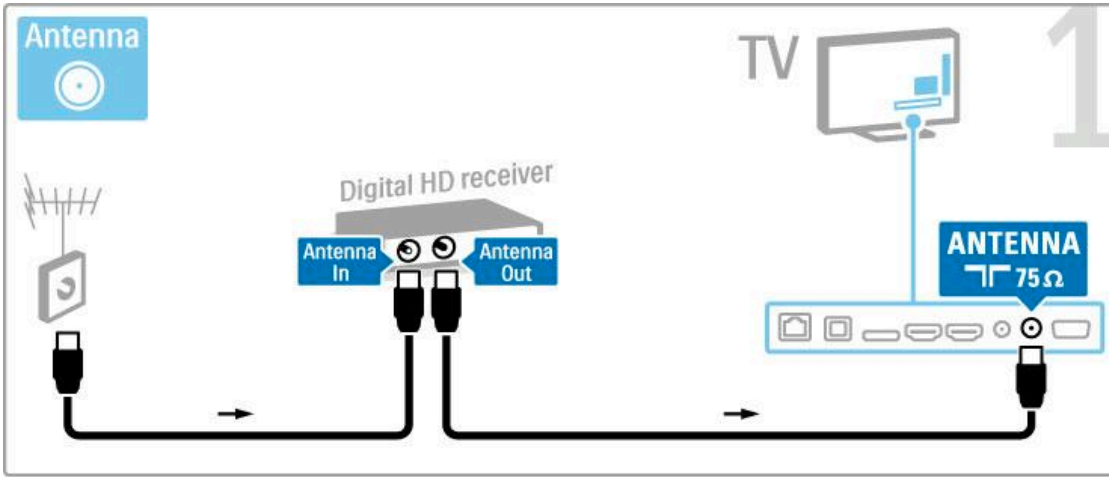 Antenna
TV
1
Digital HD receiver
Antenna
In
Antenna
Out
ANTENNA
75 Ω